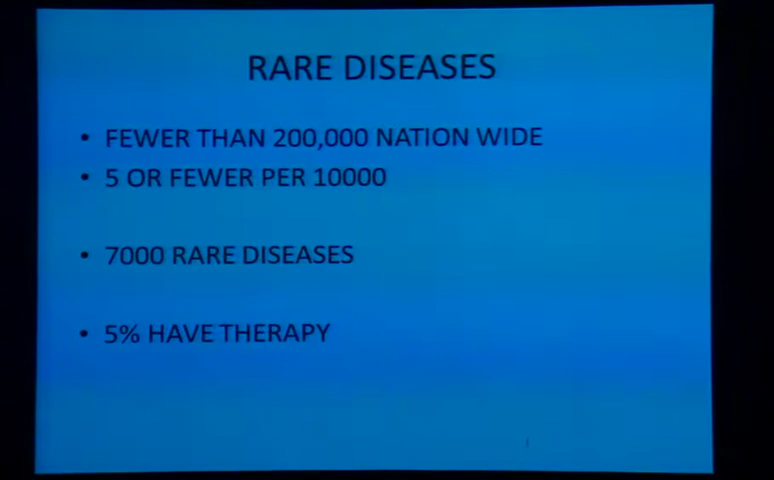 RARE DISEASES
• FEWER THAN 200,000 NATION WIDE
• 5 OR FEWER PER 10000
• 7000 RARE DISEASES
• 5% HAVE THERAPY